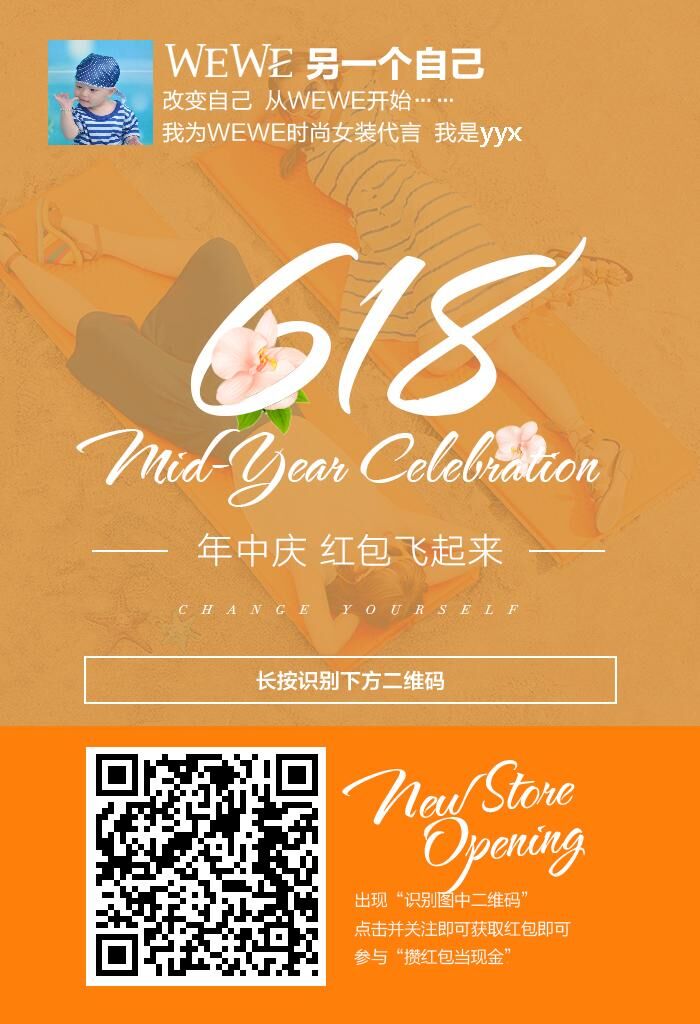 WEWE 另一个自己
改变自己 从WEWE开始……
我为WEWE时尚女装代言 我是yyx
618
Mid-Year Celebration
年中庆 红包飞起来
CHANGE YOURSELF
长按识别下方二维码
New Store
Opening
出现“识别图中二维码”
点击并关注即可获取红包即可
参与“攒红包当现金”